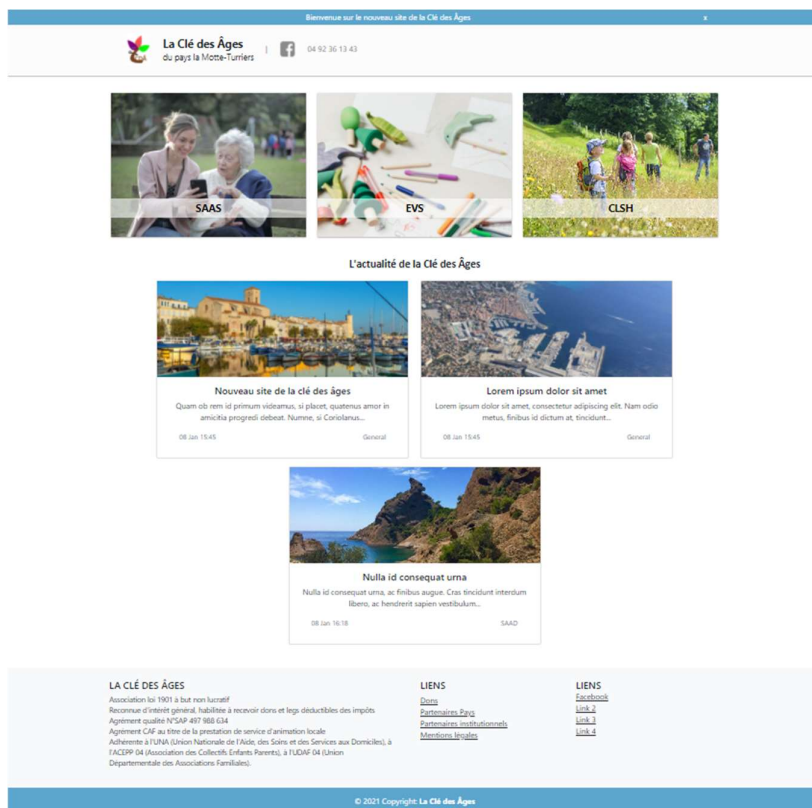 Bienvenue sur le nouveau site de la Clé des Âges
x
La Clé des Âges
du pays la Motte-Turriers
|
04 92 36 13 43
SAAS
EVS
CLSH
L'actualité de la Clé des Âges
Nouveau site de la clé des âges
Quam ob rem id primum videamus, si placet, quatenus amor in
amicitia progredi debeat. Numne, si Coriolanus...
08 Jan 15:45
General
Lorem ipsum dolor sit amet
Lorem ipsum dolor sit amet, consectetur adipiscing elit. Nam odio
metus, finibus id dictum at, tincidunt...
08 Jan 15:45
General
Nulla id consequat urna
Nulla id consequat urna, ac finibus augue. Cras tincidunt interdum
libero, ac hendrerit sapien vestibulum...
08 Jan 16:18
SAAD
LA CLÉ DES ÂGES
Association loi 1901 à but non lucratif
Reconnue d'intérêt général, habilitée à recevoir dons et legs déductibles des impôts
Agrément qualité N°SAP 497 988 634
Agrément CAF au titre de la prestation de service d'animation locale
Adhérente à l'UNA (Union Nationale de l'Aide, des Soins et des Services aux Domiciles), à
l'ACEPP 04 (Association des Collectifs Enfants Parents), à l'UDAF 04 (Union
Départementale des Associations Familiales).
LIENS
Dons
Partenaires Pays
Partenaires institutionnels
Mentions légales
LIENS
Facebook
Link 2
Link 3
Link 4
© 2021 Copyright: La Clé des Âges